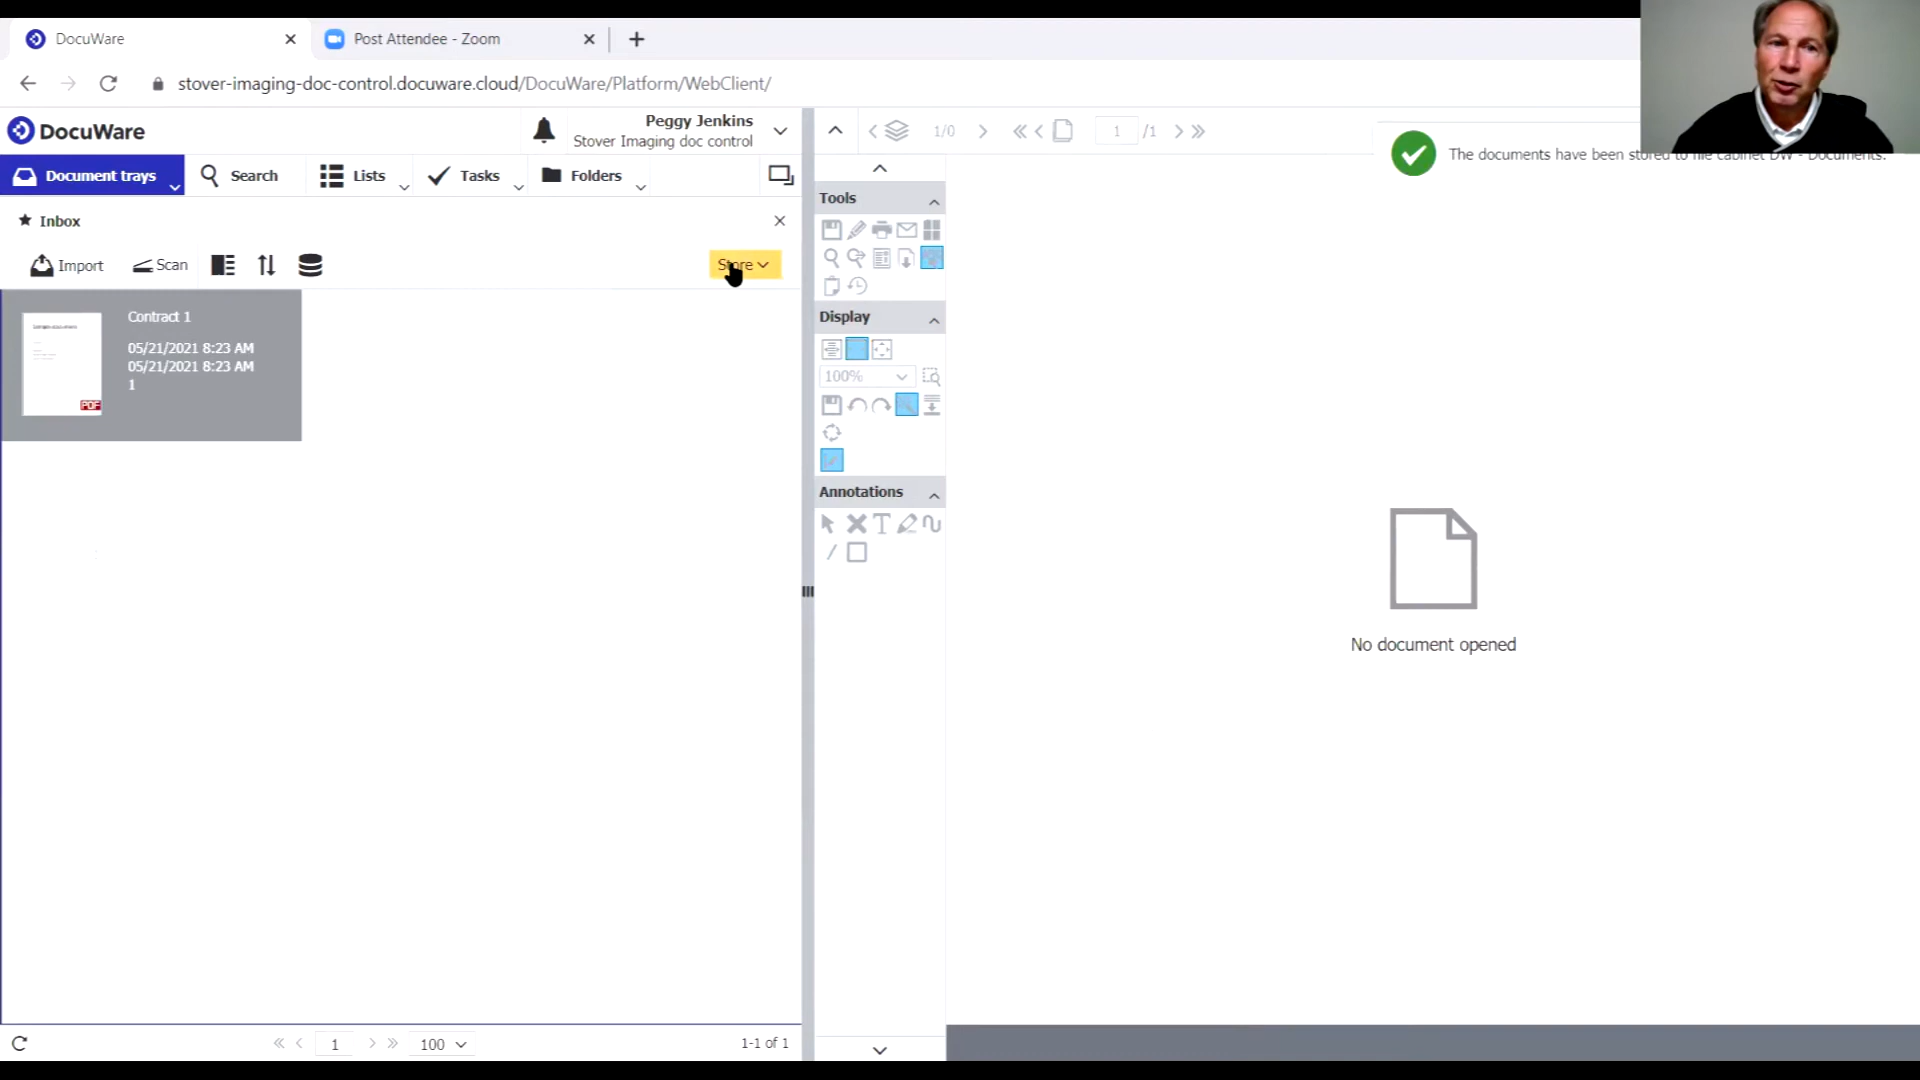 DocuWare
Post Attendee - Zoom
stover-imaging-doc-control.docuware.cloud/DocuWare/Platform/WebClient/
DocuWare
Peggy Jenkins
Stover Imaging doc control
1/0
1
/1
The documents have been stored to file cabinet DW - Documents.
Document trays
Search
Lists
Tasks
Folders
Inbox
Import
Scan
Store
Contract 1
05/21/2021 8:23 AM
05/21/2021 8:23 AM
1
PDF
Tools
Display
100%
Annotations
No document opened
1
100
1-1 of 1